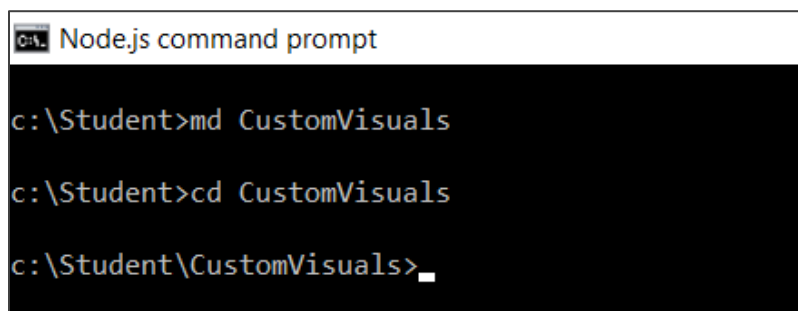 Node.js command prompt
c:\Student>md CustomVisuals
c:\Student>cd CustomVisuals
c:\Student\CustomVisuals>